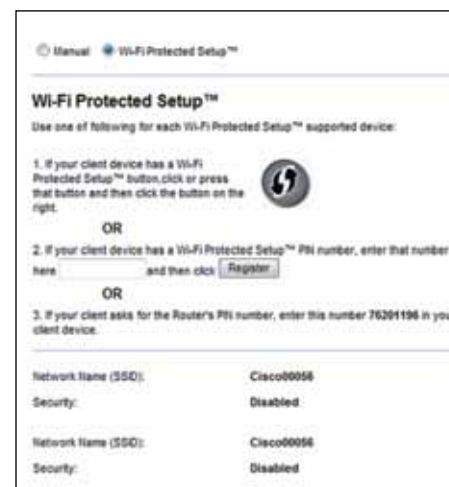 Manual Wi-Fi Protected Setup™
Wi-Fi Protected Setup™
Use one of following for each Wi-Fi Protected Setup™ supported device:
1. If your client device has a Wi-Fi
Protected Setup™ button,click or press
that button and then click the button on the
right.
OR
2. If your client device has a Wi-Fi Protected Setup™ PIN number, enter that number
here and then click Register
OR
3. If your client asks for the Router's PIN number, enter this number 76201196 in you
client device.
Network Name (SSID): Cisco00056
Security: Disabled
Network Name (SSID): Cisco00056
Security: Disabled